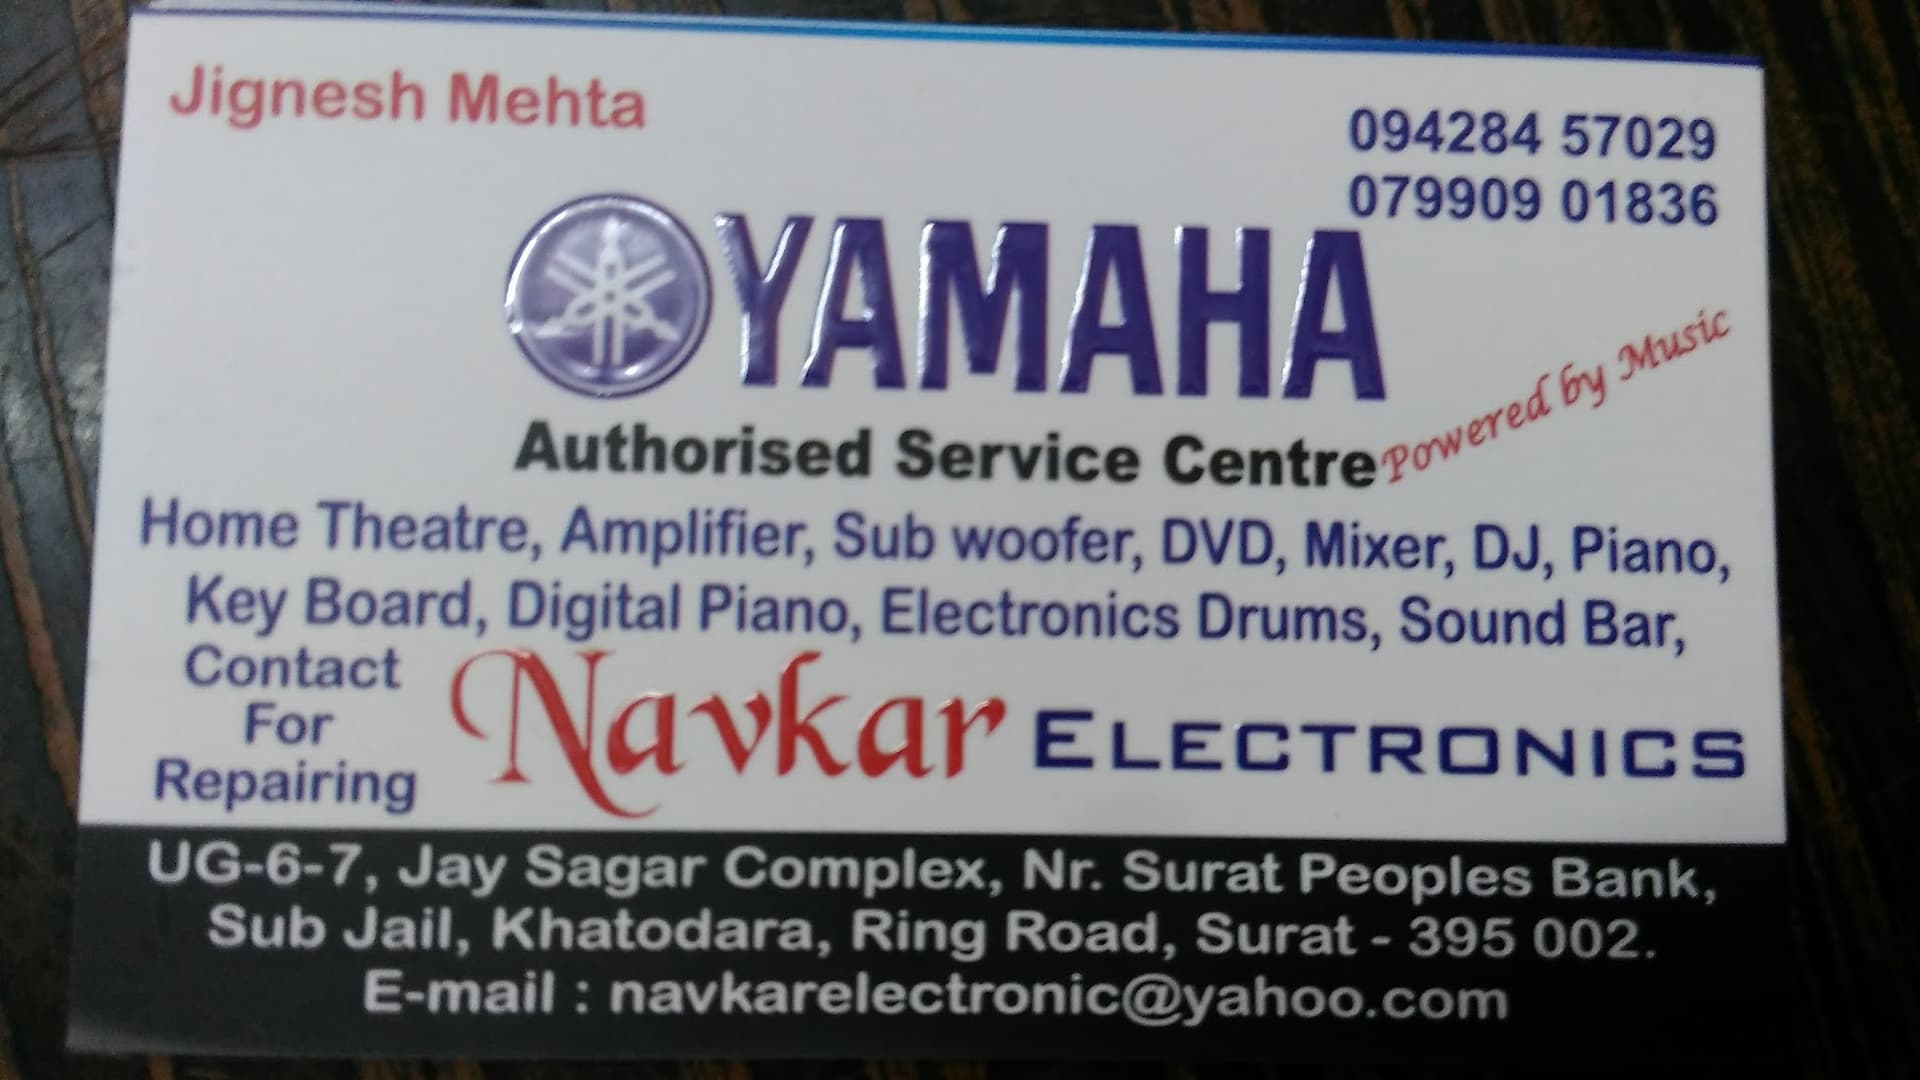 Jignesh Mehta
094284 57029
079909 01836
YAMAHA
Powered by Music
Authorised Service Centre
Home Theatre, Amplifier, Sub woofer, DVD, Mixer, DJ, Piano,
Key Board, Digital Piano, Electronics Drums, Sound Bar,
Contact
For
Repairing
Navkar ELECTRONICS
UG-6-7, Jay Sagar Complex, Nr. Surat Peoples Bank,
Sub Jail, Khatodara, Ring Road, Surat - 395 002.
E-mail : navkarelectronic@yahoo.com